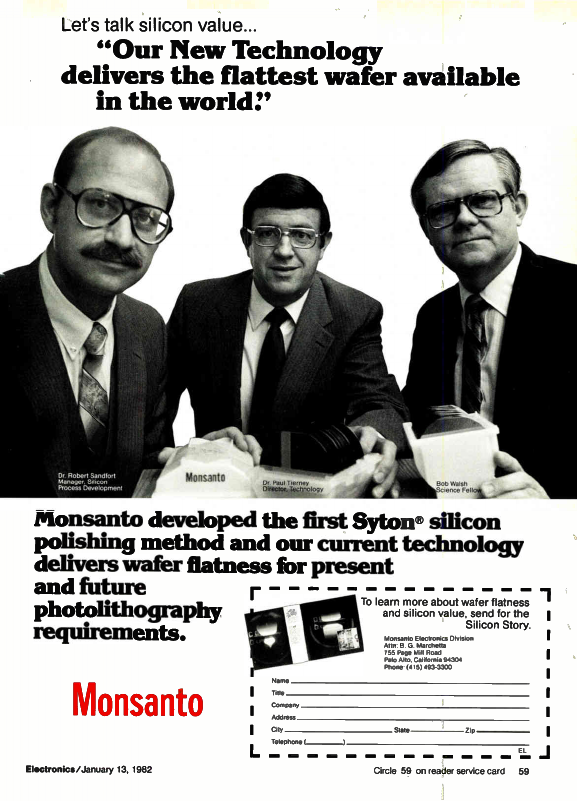 Let's talk silicon value...
“Our New Technology
delivers the flattest wafer available
in the world.”
Dr. Robert Sandfort
Manager, Silicon
Process Development
Monsanto
Dr. Paul Tierney
Director, Technology
Bob Walsh
Science Fellow
Monsanto developed the first Syton® silicon
polishing method and our current technology
delivers wafer flatness for present
and future
photolithography
requirements.
To learn more about wafer flatness
and silicon value, send for the
Silicon Story.
Monsanto Electronics Division
Attn: B. G. Marchetta
755 Page Mill Road
Palo Alto, California 94304
Phone: (415) 493-3300
Name
Title
Company
Address
City State Zip
Telephone ( )
EL
Monsanto
Electronics/January 13, 1982
Circle 59 on reader service card 59